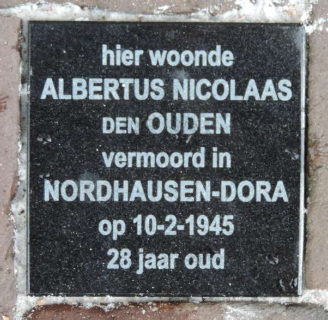 hier woonde
ALBERTUS NICOLAAS
DEN OUDEN
vermoord in
NORDHAUSEN-DORA
op 10-2-1945
28 jaar oud